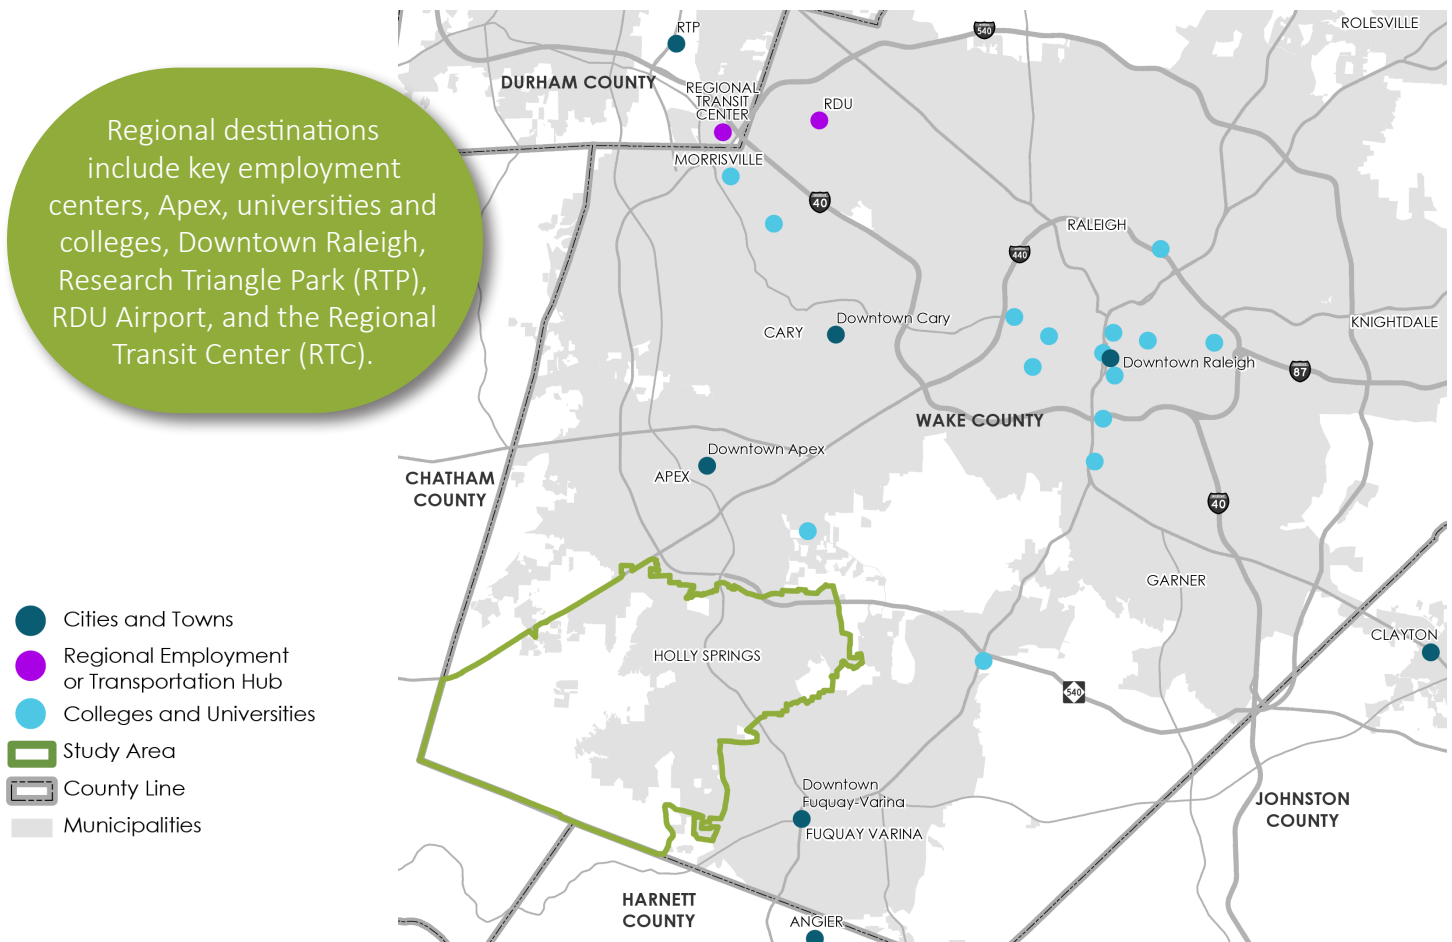 Regional destinations
include key employment
centers, Apex, universities and
colleges, Downtown Raleigh,
Research Triangle Park (RTP),
RDU Airport, and the Regional
Transit Center (RTC).
Cities and Towns
Regional Employment
or Transportation Hub
Colleges and Universities
Study Area
County Line
Municipalities
RTP
540
ROLESVILLE
DURHAM COUNTY
REGIONAL
TRANSIT
CENTER
RDU
MORRISVILLE
40
RALEIGH
440
Downtown Cary
CARY
KNIGHTDALE
Downtown Raleigh
87
WAKE COUNTY
Downtown Apex
APEX
CHATHAM
COUNTY
40
GARNER
CLAYTON
HOLLY SPRINGS
540
Downtown
Fuquay-Varina
FUQUAY VARINA
JOHNSTON
COUNTY
HARNETT
COUNTY
ANGIER